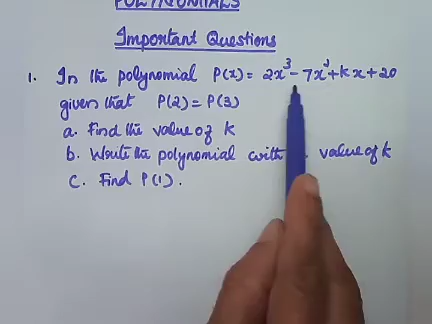 POLYNOMIALS
Important Questions
1. In the polynomial P(x) = 2x³ - 7x² + kx + 20
given that P(2) = P(3)
a. Find the value of k
b. Write the polynomial with value of k
C. Find P(1).